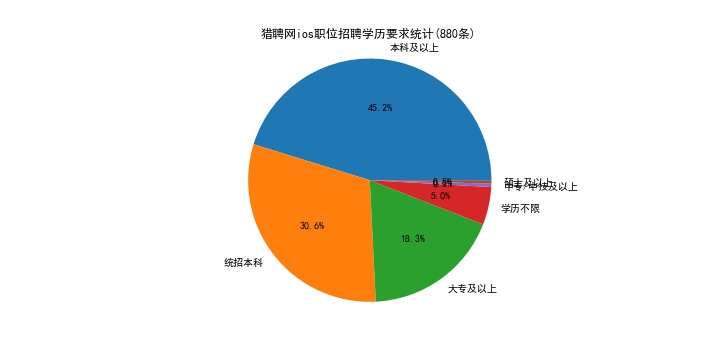 猎聘网ios职位招聘学历要求统计(880条)
本科及以上
45.2%
硕士及以上
中专/中技及以上
5.0%
学历不限
30.6%
18.3%
统招本科
大专及以上